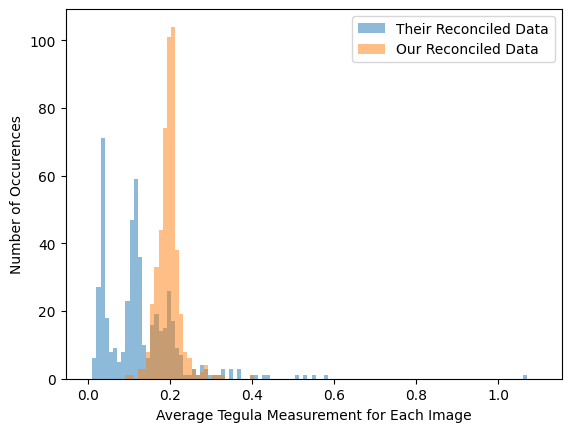 Their Reconciled Data
Our Reconciled Data
Number of Occurences
100
80
60
40
20
0
0.0 0.2 0.4 0.6 0.8 1.0
Average Tegula Measurement for Each Image